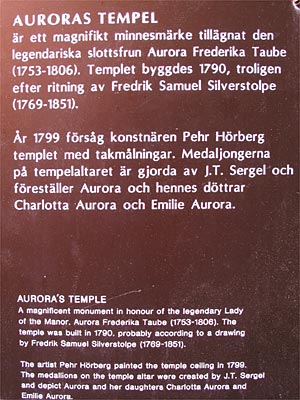 AURORAS TEMPEL
är ett magnifikt minnesmärke tillägnat den
legendariska slottsfrun Aurora Frederika Taube
(1753-1806). Templet byggdes 1790, troligen
efter ritning av Fredrik Samuel Silverstolpe
(1769-1851).
År 1799 försåg konstnären Pehr Hörberg
templet med takmålningar. Medaljongerna
på tempelaltaret är gjorda av J.T. Sergel och
föreställer Aurora och hennes döttrar
Charlotta Aurora och Emilie Aurora.
AURORA'S TEMPLE
A magnificent monument in honour of the legendary Lady
of the Manor, Aurora Frederika Taube (1753-1806). The
temple was built in 1790, probably according to a drawing
by Fredrik Samuel Silverstolpe (1769-1851).
The artist Pehr Hörberg painted the temple ceiling in 1799.
The medallions on the temple altar were created by J.T. Sergel
and depict Aurora and her daughters Charlotta Aurora and
Emilie Aurora.